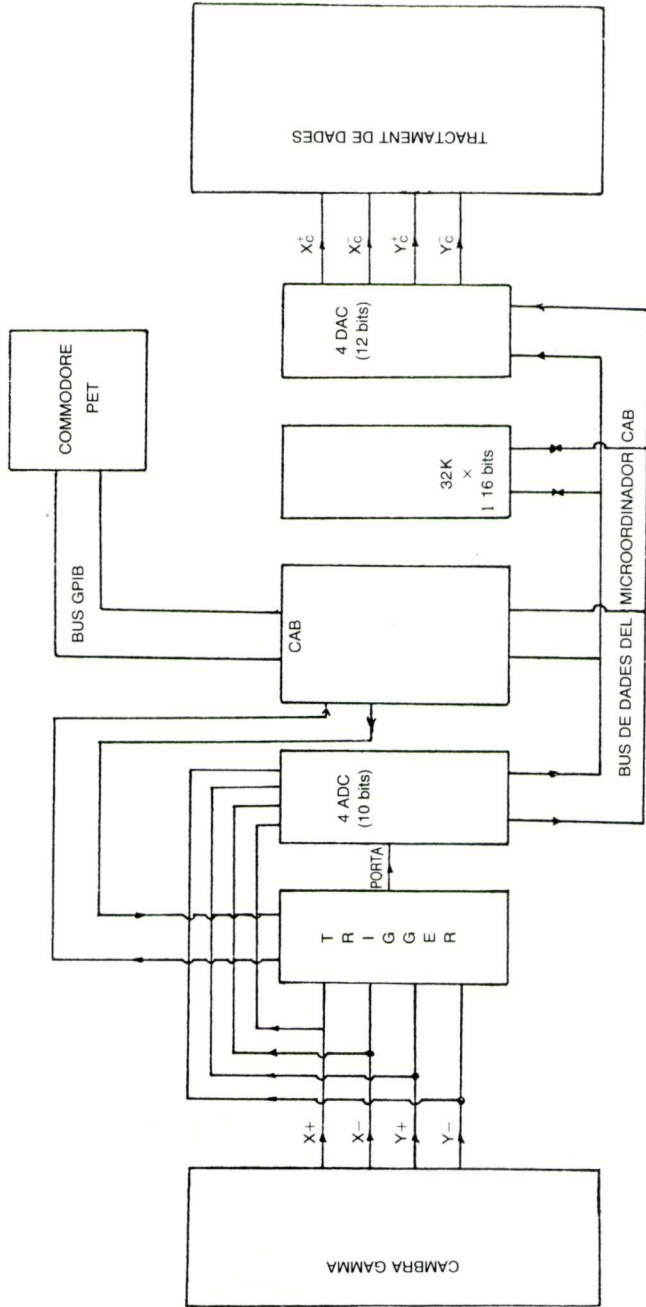 CAMBRA GAMMA
X+
X−
Y+
Y−
T R I G G E R
PORTA
4 ADC
(10 bits)
CAB
BUS GPIB
COMMODORE
PET
32K
×
1 16 bits
4 DAC
(12 bits)
X⁺c
X⁻c
Y⁺c
Y⁻c
TRACTAMENT DE DADES
BUS DE DADES DEL MICROORDINADOR CAB